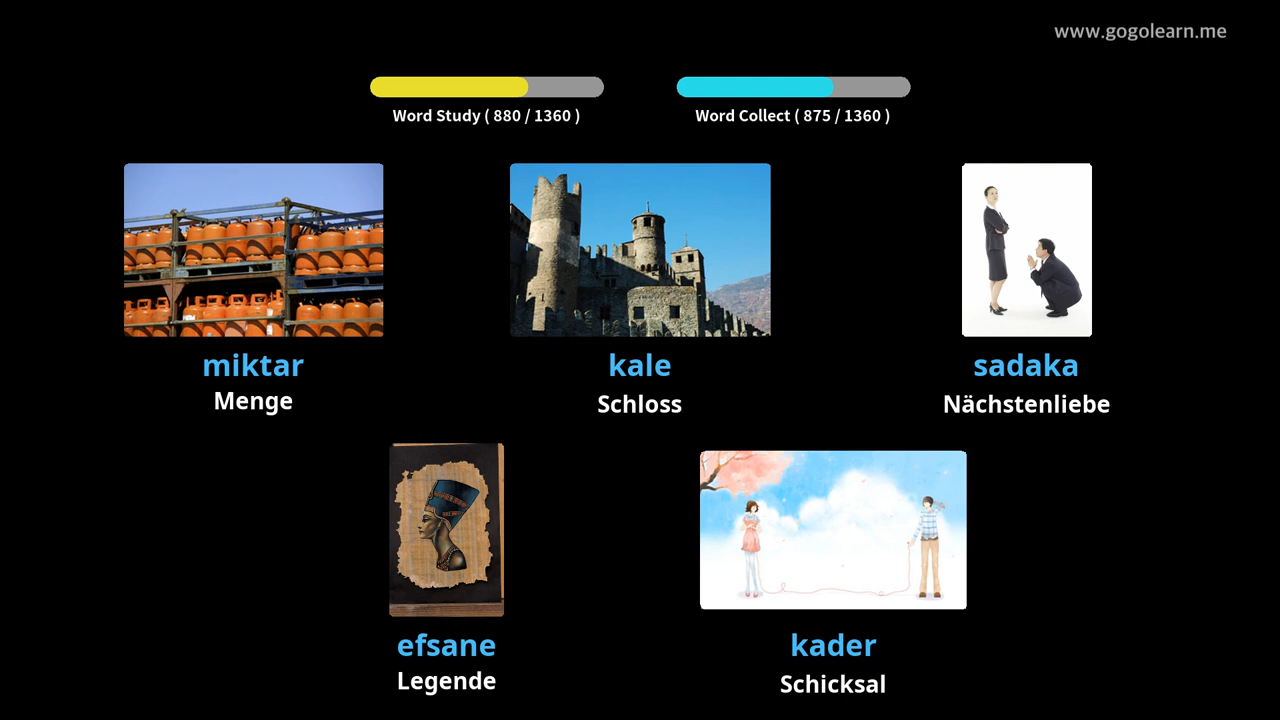 www.gogolearn.me
Word Study ( 880 / 1360 )
Word Collect ( 875 / 1360 )
miktar
Menge
kale
Schloss
sadaka
Nächstenliebe
efsane
Legende
kader
Schicksal